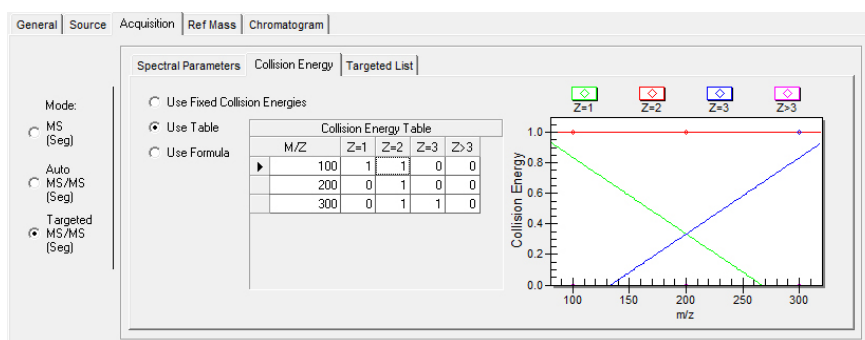 General Source Acquisition Ref Mass Chromatogram
Spectral Parameters Collision Energy Targeted List
Mode:
MS
(Seg)
Auto
MS/MS
(Seg)
Targeted
MS/MS
(Seg)
Use Fixed Collision Energies
Use Table
Use Formula
Collision Energy Table
M/Z Z=1 Z=2 Z=3 Z>3
100 1 1 0 0
200 0 1 0 0
300 0 1 1 0
Z=1 Z=2 Z=3 Z>3
Collision Energy
1.0
0.8
0.6
0.4
0.2
0.0
100 150 200 250 300
m/z